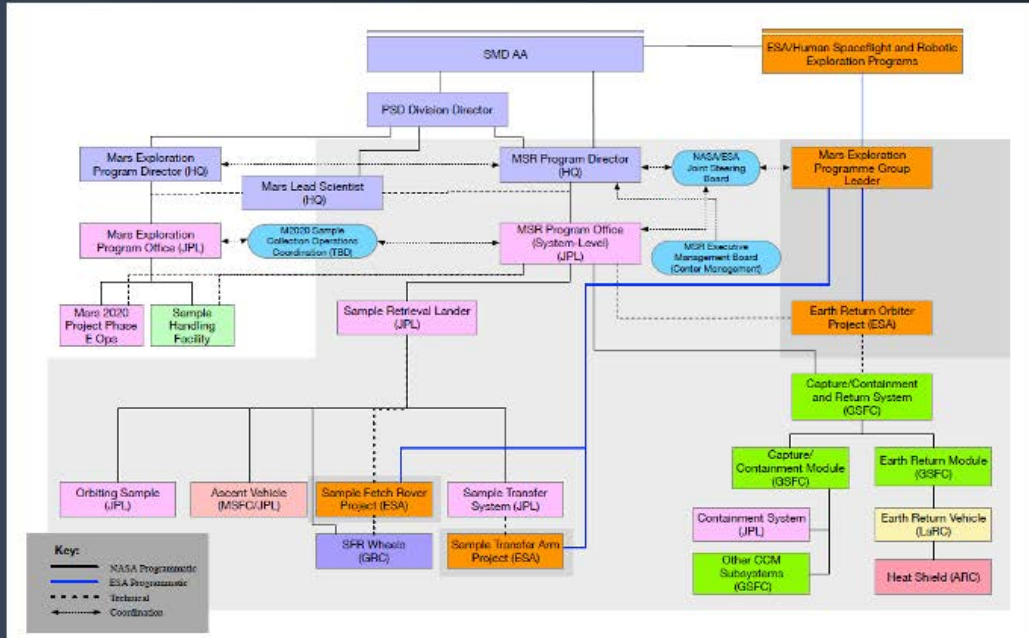 SMD AA
ESA/Human Spaceflight and Robotic
Exploration Programs
PSD Division Director
Mars Exploration
Program Director (HQ)
MSR Program Director
(HQ)
NASA/ESA
Joint Steering
Board
Mars Exploration
Programme Group
Leader
Mars Lead Scientist
(HQ)
Mars Exploration
Program Office (JPL)
M2020 Sample
Collection Operations
Coordination (TBD)
MSR Program Office
(System-Level)
(JPL)
MSR Executive
Management Board
(Center Management)
Mars 2020
Project Phase
E Ops
Sample
Handling
Facility
Sample Retrieval Lander
(JPL)
Earth Return Orbiter
Project (ESA)
Capture/Containment
and Return System
(GSFC)
Capture/
Containment Module
(GSFC)
Earth Return Module
(GSFC)
Orbiting Sample
(JPL)
Ascent Vehicle
(MSFC/JPL)
Sample Fetch Rover
Project (ESA)
Sample Transfer
System (JPL)
Containment System
(JPL)
Earth Return Vehicle
(LaRC)
SFR Wheels
(GRC)
Sample Transfer Arm
Project (ESA)
Other CCM
Subsystems
(GSFC)
Heat Shield (ARC)
Key:
NASA Programmatic
ESA Programmatic
Technical
Coordination